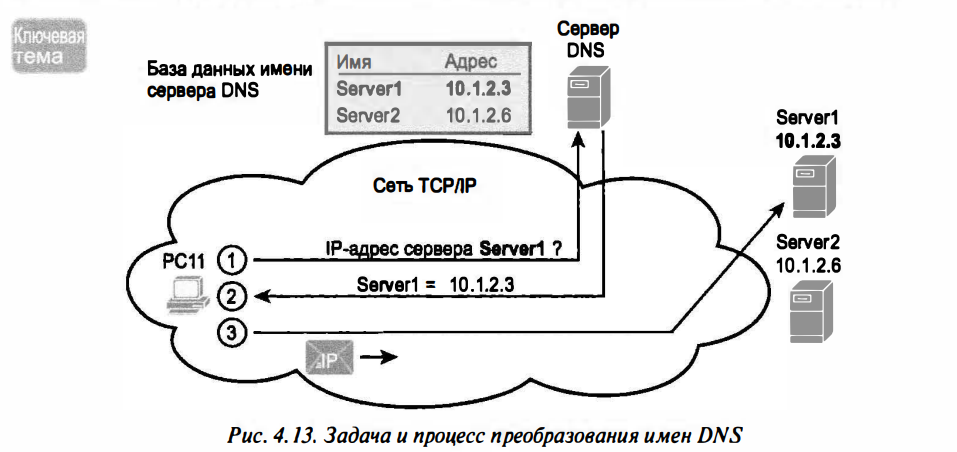 Ключевая
тема
База данных имени
сервера DNS
Имя Адрес
Server1 10.1.2.3
Server2 10.1.2.6
Сервер
DNS
Server1
10.1.2.3
Server2
10.1.2.6
Сеть TCP/IP
PC11
1 IP-адрес сервера Server1 ?
2 Server1 = 10.1.2.3
3
IP
Рис. 4.13. Задача и процесс преобразования имен DNS